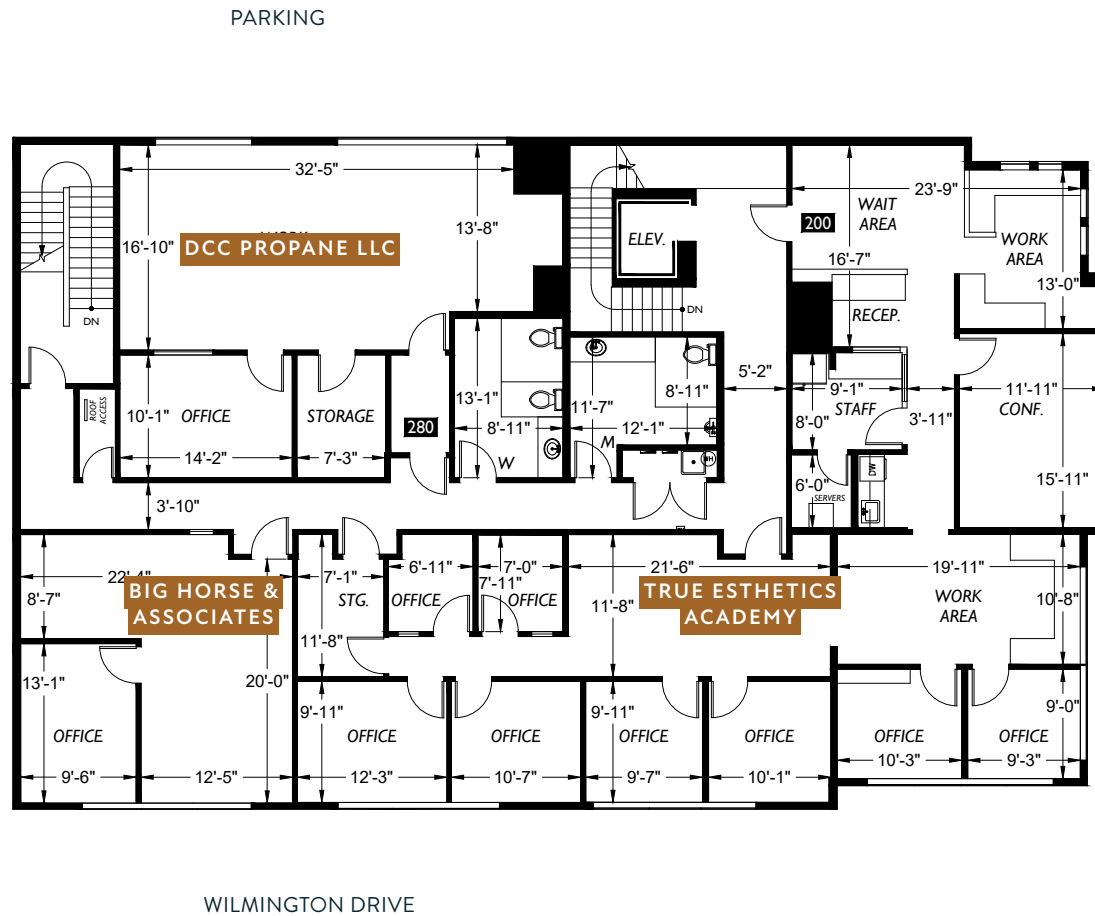 PARKING
32'-5"
23'-9"
WAIT
AREA
200
ELEV.
WORK
AREA
16'-10"
DCC PROPANE LLC
13'-8"
16'-7"
13'-0"
DN
DN
RECEP.
ROOF
ACCESS
10'-1"
OFFICE
14'-2"
STORAGE
7'-3"
280
13'-1"
8'-11"
W
11'-7"
M
12'-1"
8'-11"
WH
5'-2"
9'-1"
STAFF
8'-0"
3'-11"
11'-11"
CONF.
15'-11"
6'-0"
SERVERS
DW
3'-10"
22'-4"
8'-7"
BIG HORSE &
ASSOCIATES
20'-0"
7'-1"
STG.
11'-8"
6'-11"
OFFICE
7'-0"
7'-11"
OFFICE
21'-6"
11'-8"
TRUE ESTHETICS
ACADEMY
19'-11"
WORK
AREA
10'-8"
13'-1"
OFFICE
9'-6"
12'-5"
9'-11"
OFFICE
12'-3"
OFFICE
10'-7"
9'-11"
OFFICE
9'-7"
OFFICE
10'-1"
OFFICE
10'-3"
OFFICE
9'-3"
9'-0"
WILMINGTON DRIVE